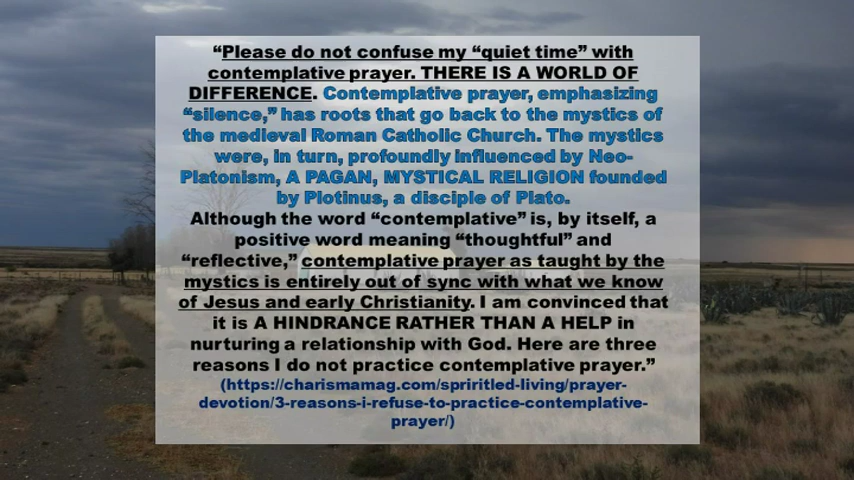 “Please do not confuse my “quiet time” with
contemplative prayer. THERE IS A WORLD OF
DIFFERENCE. Contemplative prayer, emphasizing
“silence,” has roots that go back to the mystics of
the medieval Roman Catholic Church. The mystics
were, in turn, profoundly influenced by Neo-
Platonism, A PAGAN, MYSTICAL RELIGION founded
by Plotinus, a disciple of Plato.
Although the word “contemplative” is, by itself, a
positive word meaning “thoughtful” and
“reflective,” contemplative prayer as taught by the
mystics is entirely out of sync with what we know
of Jesus and early Christianity. I am convinced that
it is A HINDRANCE RATHER THAN A HELP in
nurturing a relationship with God. Here are three
reasons I do not practice contemplative prayer.”
(https://charismamag.com/spriritled-living/prayer-
devotion/3-reasons-i-refuse-to-practice-contemplative-
prayer/)